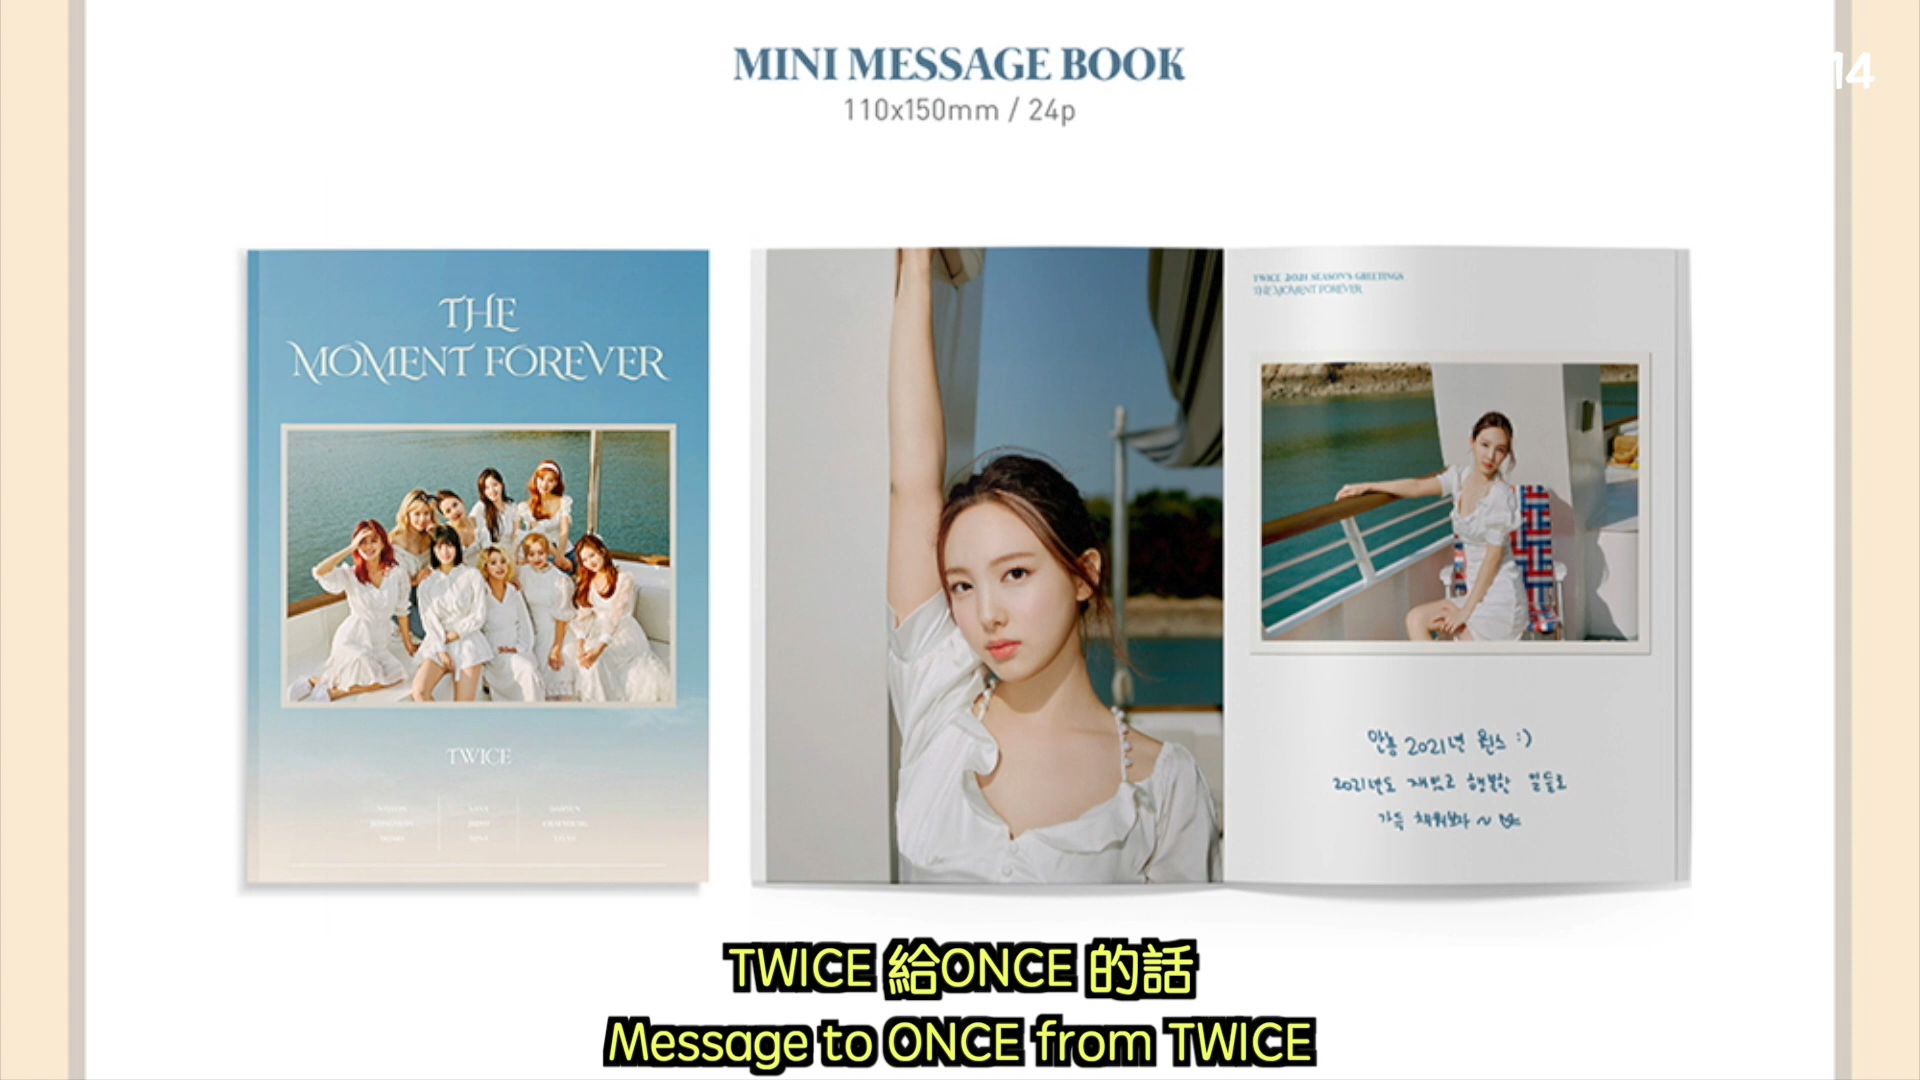 MINI MESSAGE BOOK
110x150mm / 24p
14
THE
MOMENT FOREVER
TWICE
TWICE 2021 SEASON'S GREETINGS
THE MOMENT FOREVER
안뇽 2021년 원스 :)
2021년도 재밌고 행복한 일들로
가득 채워보자 ~
TWICE 給ONCE 的話
Message to ONCE from TWICE